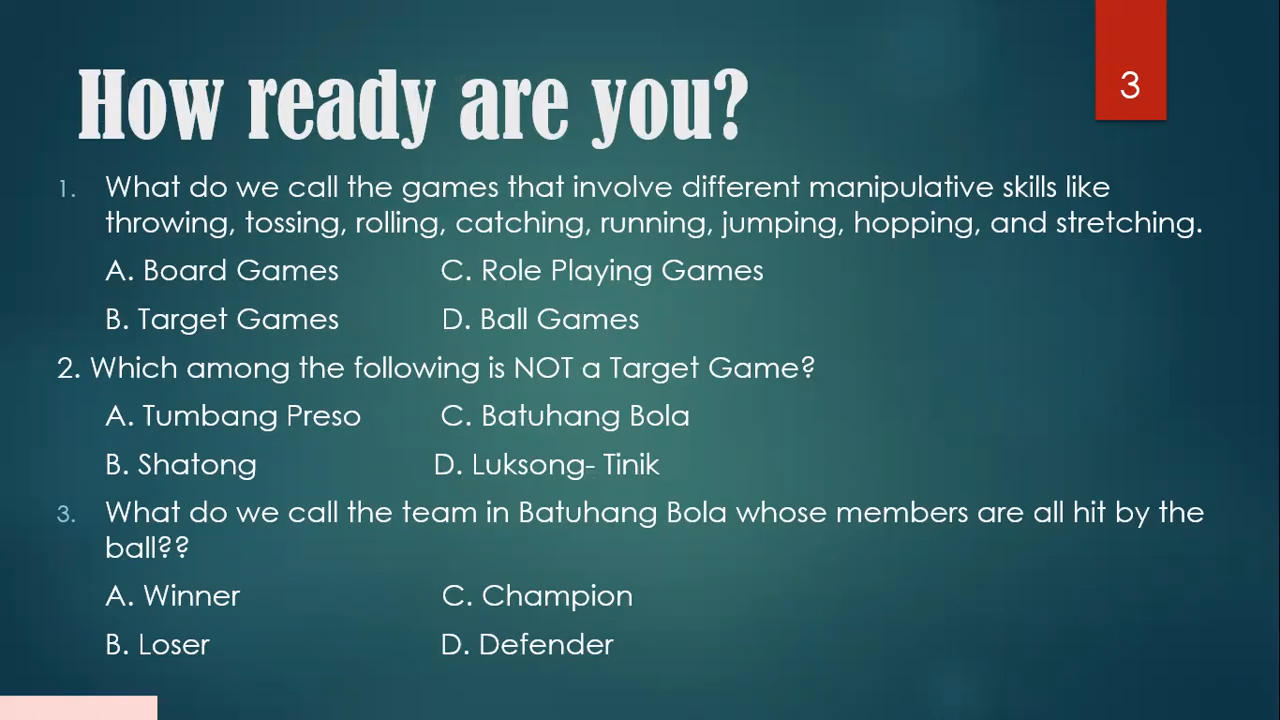 How ready are you?
3
1. What do we call the games that involve different manipulative skills like
throwing, tossing, rolling, catching, running, jumping, hopping, and stretching.
A. Board Games C. Role Playing Games
B. Target Games D. Ball Games
2. Which among the following is NOT a Target Game?
A. Tumbang Preso C. Batuhang Bola
B. Shatong D. Luksong- Tinik
3. What do we call the team in Batuhang Bola whose members are all hit by the
ball??
A. Winner C. Champion
B. Loser D. Defender